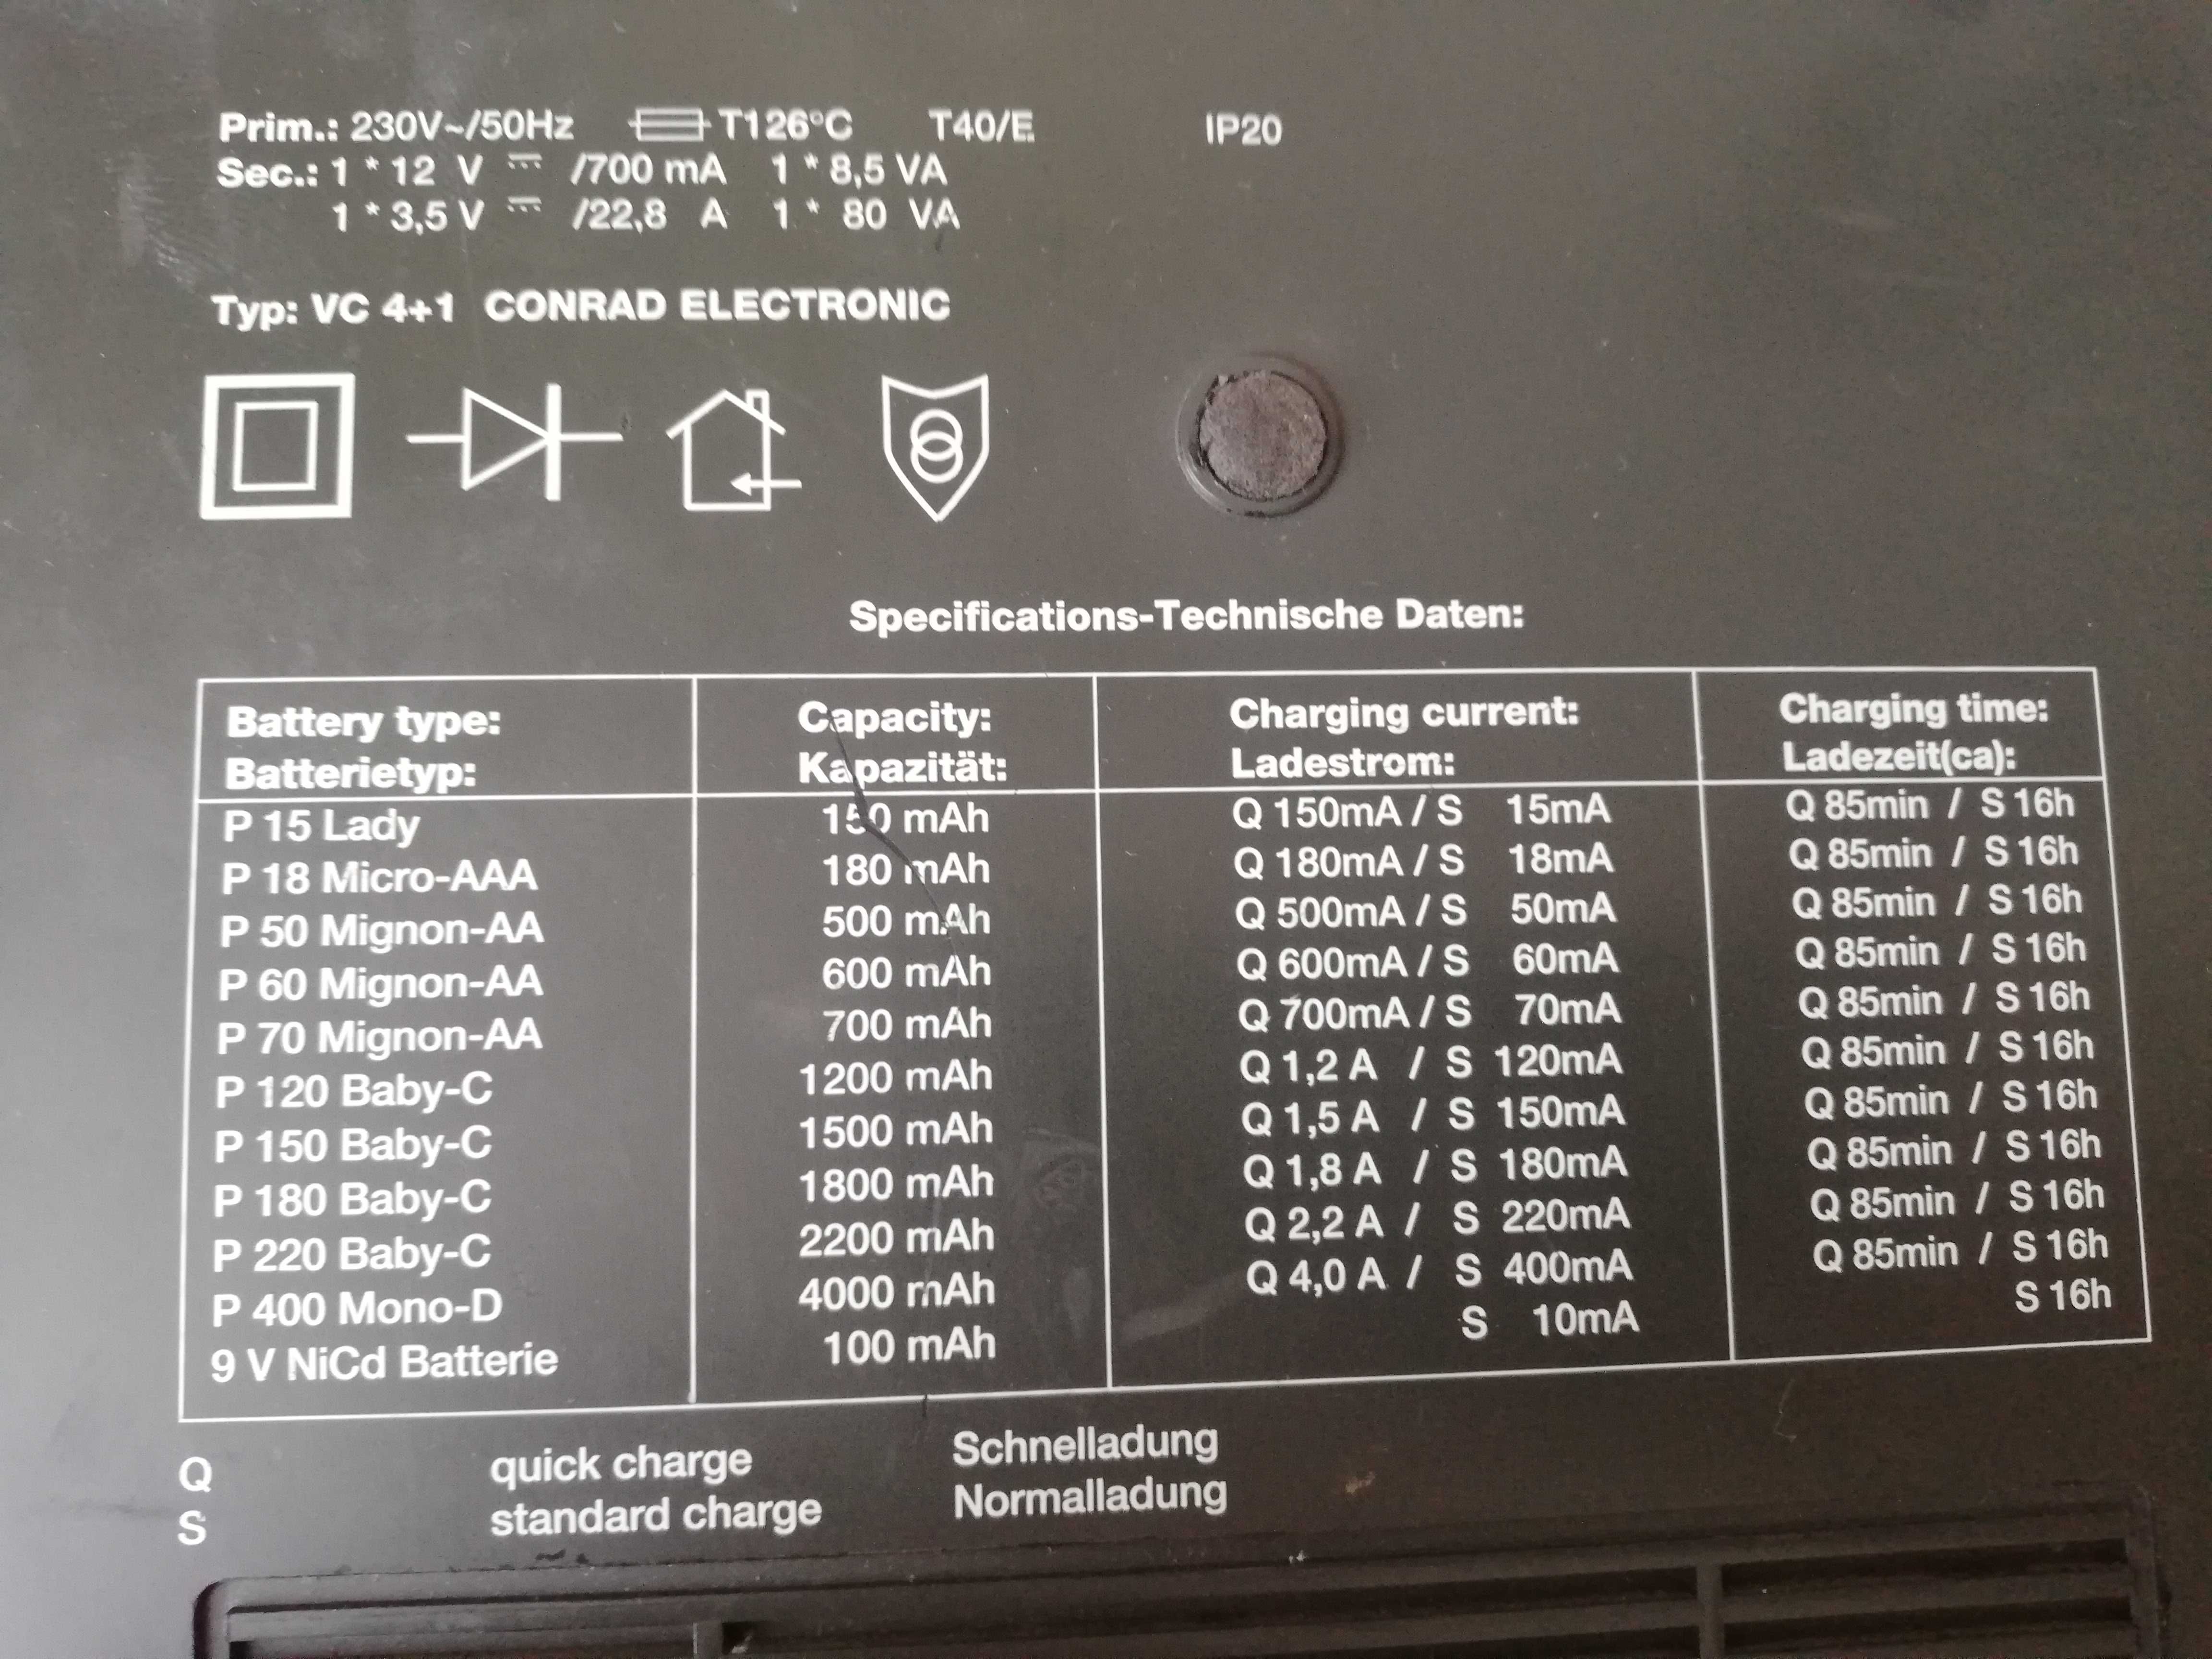 Prim.: 230V~/50Hz T126°C T40/E IP20
Sec.: 1 * 12 V ⎓ /700 mA 1 * 8,5 VA
1 * 3,5 V ⎓ /22,8 A 1 * 80 VA
Typ: VC 4+1 CONRAD ELECTRONIC
Specifications-Technische Daten:
Battery type: Capacity: Charging current: Charging time:
Batterietyp: Kapazität: Ladestrom: Ladezeit(ca):
P 15 Lady 150 mAh Q 150mA / S 15mA Q 85min / S 16h
P 18 Micro-AAA 180 mAh Q 180mA / S 18mA Q 85min / S 16h
P 50 Mignon-AA 500 mAh Q 500mA / S 50mA Q 85min / S 16h
P 60 Mignon-AA 600 mAh Q 600mA / S 60mA Q 85min / S 16h
P 70 Mignon-AA 700 mAh Q 700mA / S 70mA Q 85min / S 16h
P 120 Baby-C 1200 mAh Q 1,2 A / S 120mA Q 85min / S 16h
P 150 Baby-C 1500 mAh Q 1,5 A / S 150mA Q 85min / S 16h
P 180 Baby-C 1800 mAh Q 1,8 A / S 180mA Q 85min / S 16h
P 220 Baby-C 2200 mAh Q 2,2 A / S 220mA Q 85min / S 16h
P 400 Mono-D 4000 mAh Q 4,0 A / S 400mA Q 85min / S 16h
9 V NiCd Batterie 100 mAh S 10mA S 16h
Q quick charge Schnelladung
S standard charge Normalladung